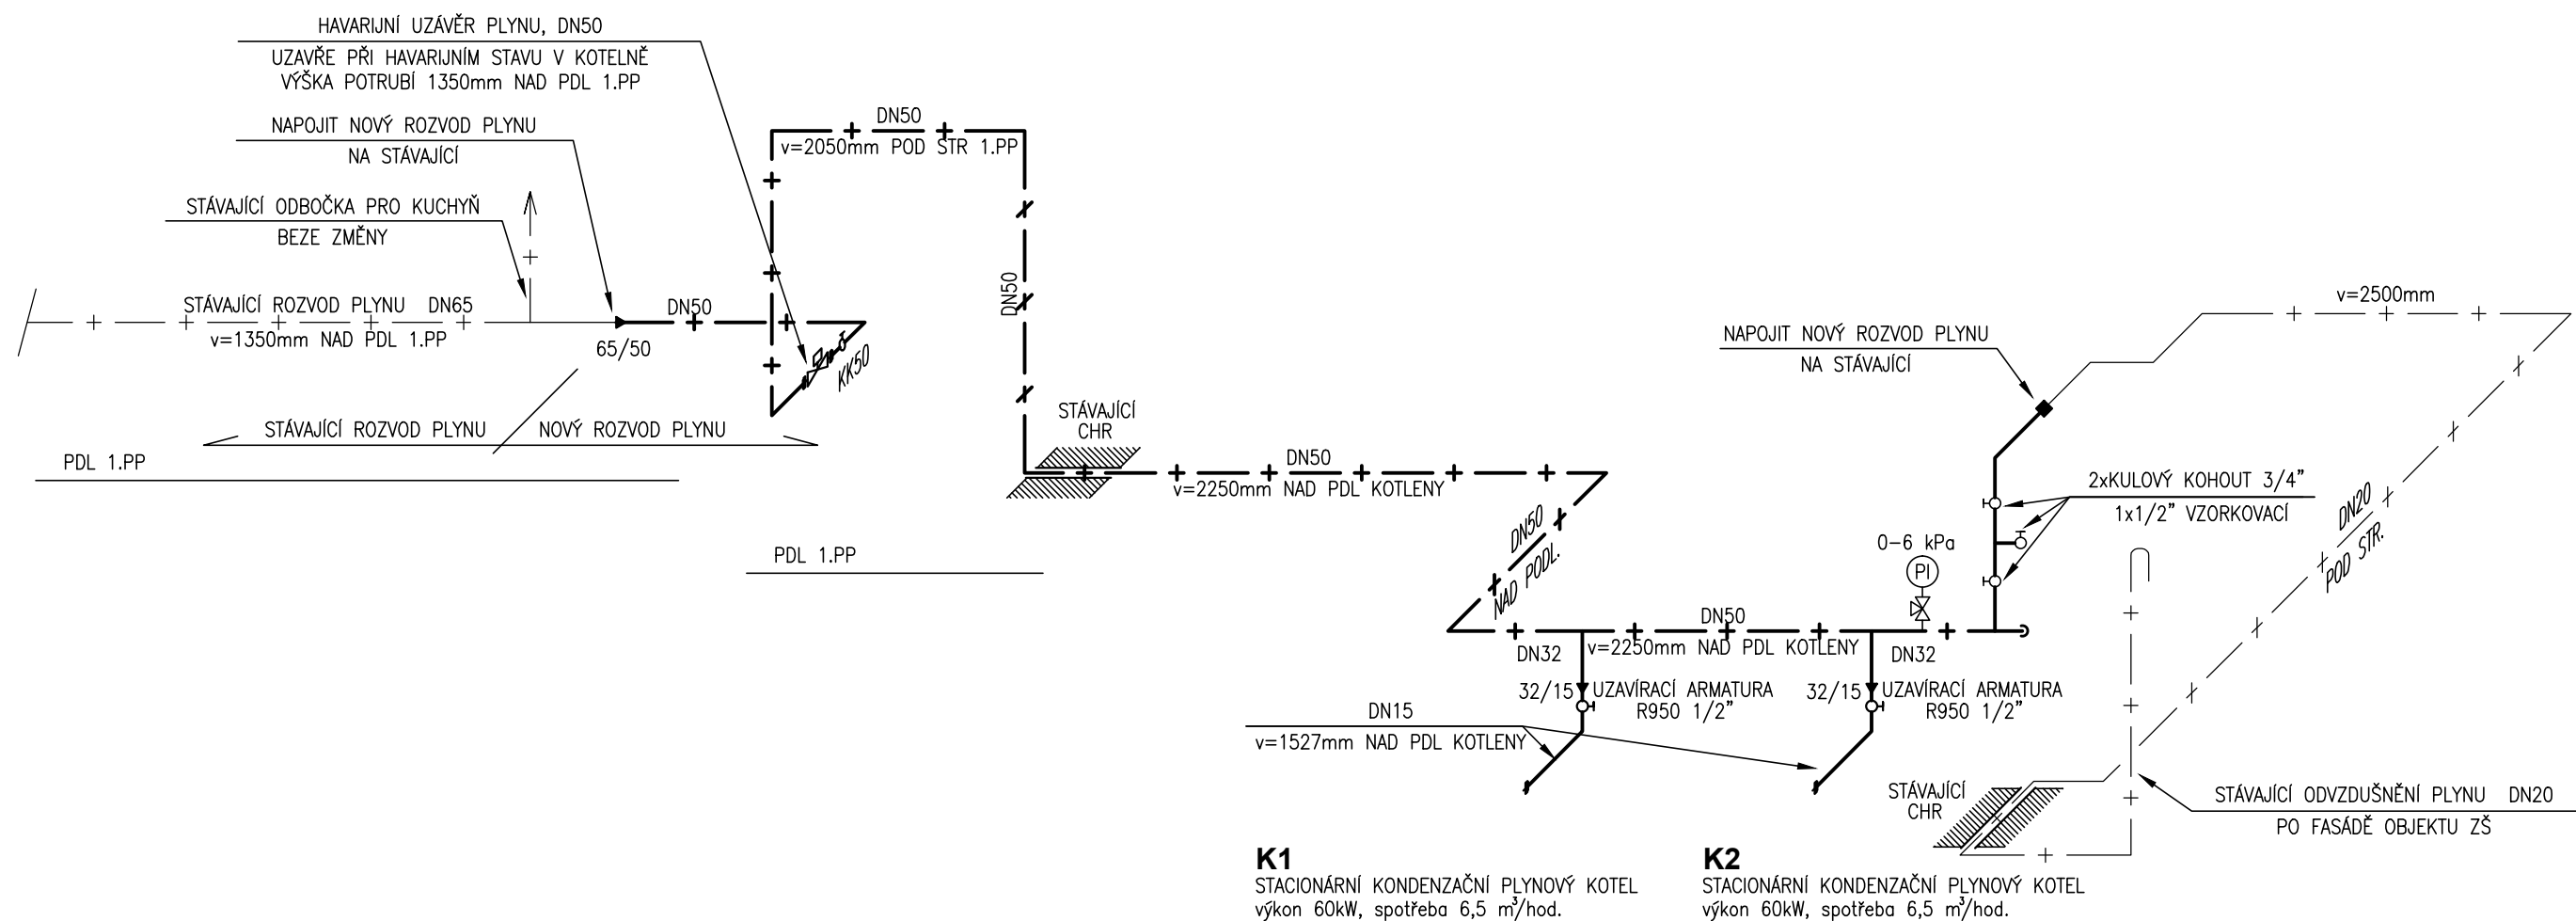 HAVARIJNÍ UZÁVĚR PLYNU, DN50
UZAVŘE PŘI HAVARIJNÍM STAVU V KOTELNĚ
VÝŠKA POTRUBÍ 1350mm NAD PDL 1.PP
NAPOJIT NOVÝ ROZVOD PLYNU
NA STÁVAJÍCÍ
STÁVAJÍCÍ ODBOČKA PRO KUCHYŇ
BEZE ZMĚNY
STÁVAJÍCÍ ROZVOD PLYNU DN65
v=1350mm NAD PDL 1.PP
DN50
65/50
KK50
STÁVAJÍCÍ ROZVOD PLYNU
NOVÝ ROZVOD PLYNU
PDL 1.PP
DN50
v=2050mm POD STR 1.PP
DN50
STÁVAJÍCÍ
CHR
PDL 1.PP
DN50
v=2250mm NAD PDL KOTLENY
DN50
NAD PODL.
DN50
v=2250mm NAD PDL KOTLENY
DN32
DN32
32/15
UZAVÍRACÍ ARMATURA
R950 1/2"
32/15
UZAVÍRACÍ ARMATURA
R950 1/2"
DN15
v=1527mm NAD PDL KOTLENY
0-6 kPa
PI
NAPOJIT NOVÝ ROZVOD PLYNU
NA STÁVAJÍCÍ
v=2500mm
2xKULOVÝ KOHOUT 3/4"
1x1/2" VZORKOVACÍ
DN20
POD STR.
STÁVAJÍCÍ
CHR
STÁVAJÍCÍ ODVZDUŠNĚNÍ PLYNU DN20
PO FASÁDĚ OBJEKTU ZŠ
K1
STACIONÁRNÍ KONDENZAČNÍ PLYNOVÝ KOTEL
výkon 60kW, spotřeba 6,5 m³/hod.
K2
STACIONÁRNÍ KONDENZAČNÍ PLYNOVÝ KOTEL
výkon 60kW, spotřeba 6,5 m³/hod.